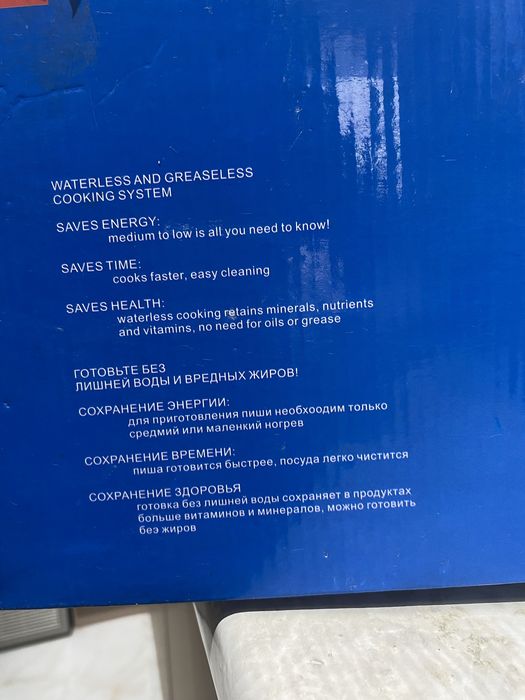 WATERLESS AND GREASELESS
COOKING SYSTEM
SAVES ENERGY:
medium to low is all you need to know!
SAVES TIME:
cooks faster, easy cleaning
SAVES HEALTH:
waterless cooking retains minerals, nutrients
and vitamins, no need for oils or grease
ГОТОВЬТЕ БЕЗ
ЛИШНЕЙ ВОДЫ И ВРЕДНЫХ ЖИРОВ!
СОХРАНЕНИЕ ЭНЕРГИИ:
для приготовления пиши необхоодим только
средмий или маленкий ногрев
СОХРАНЕНИЕ ВРЕМЕНИ:
пиша готовится быстрее, посуда легко чистится
СОХРАНЕНИЕ ЗДОРОВЬЯ
готовка без лишней воды сохраняет в продуктах
больше витаминов и минералов, можно готовить
без жиров